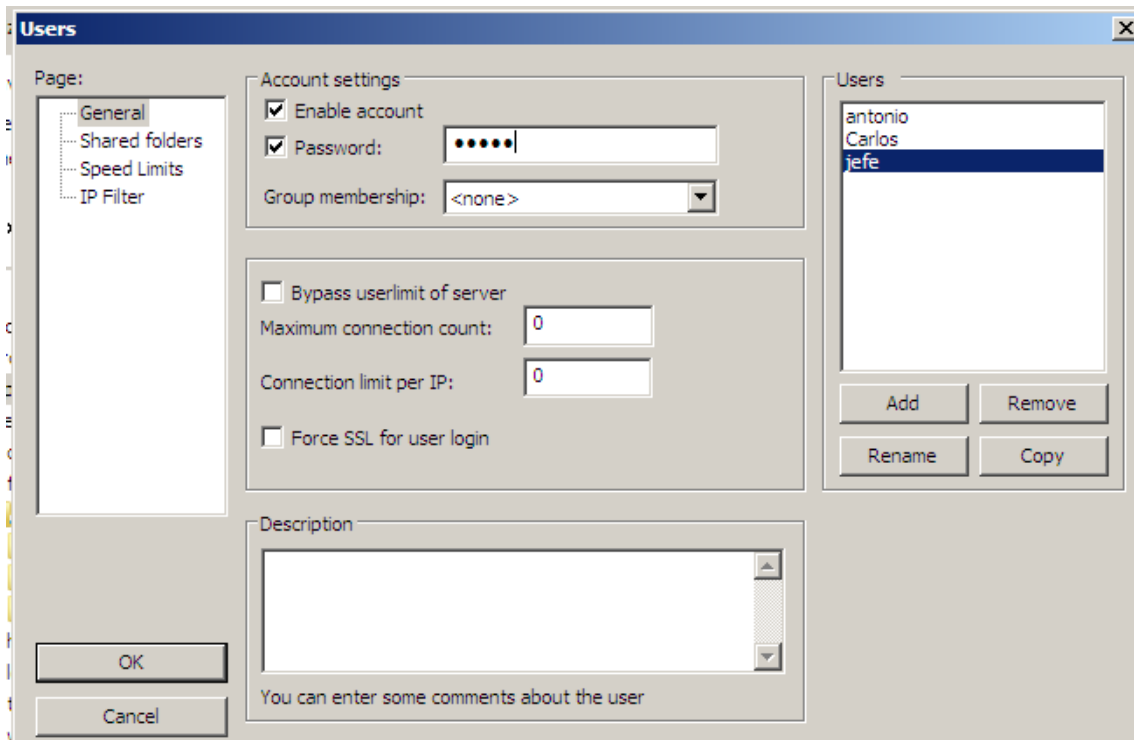 Users
Page:
General
Shared folders
Speed Limits
IP Filter
OK
Cancel
Account settings
Enable account
Password: •••••
Group membership: <none>
Bypass userlimit of server
Maximum connection count: 0
Connection limit per IP: 0
Force SSL for user login
Description
You can enter some comments about the user
Users
antonio
Carlos
jefe
Add Remove
Rename Copy